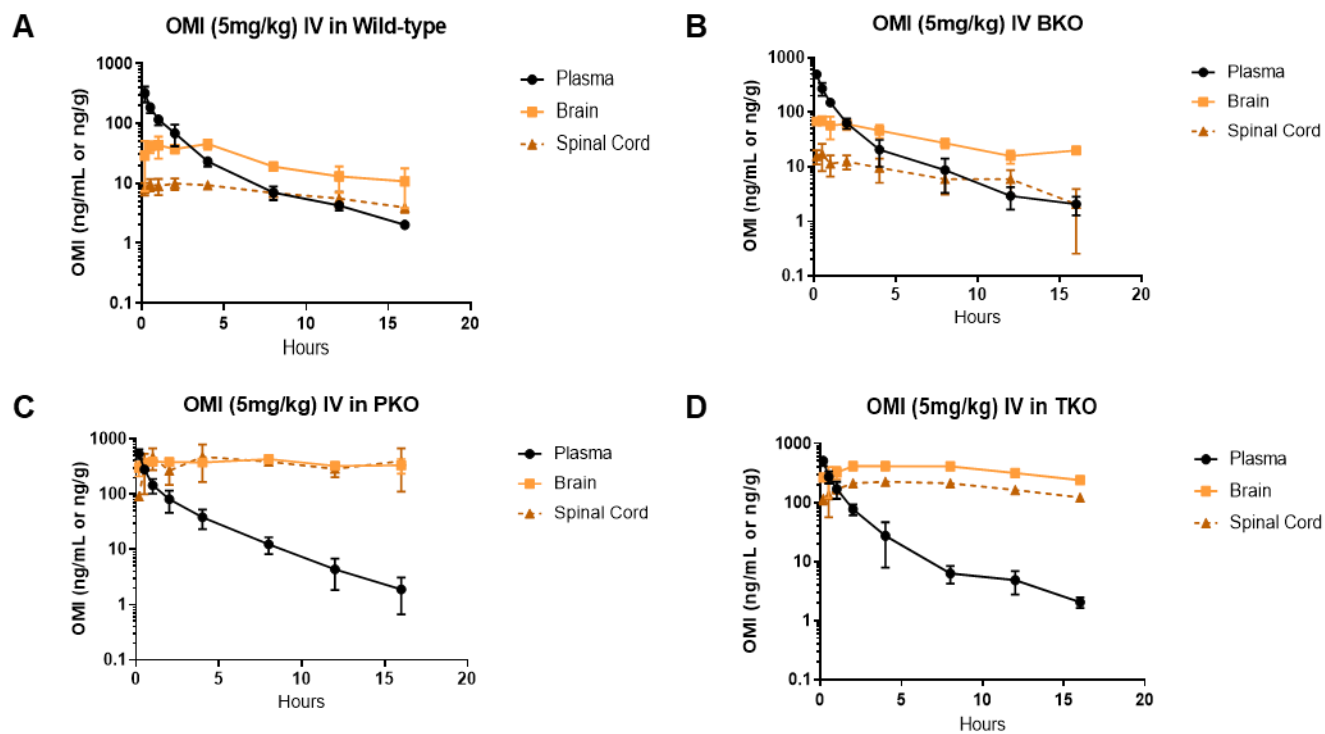 A
OMI (5mg/kg) IV in Wild-type
OMI (ng/mL or ng/g)
1000
100
10
1
0.1
0
5
10
15
20
Hours
Plasma
Brain
Spinal Cord
B
OMI (5mg/kg) IV BKO
OMI (ng/mL or ng/g)
1000
100
10
1
0.1
0
5
10
15
20
Hours
Plasma
Brain
Spinal Cord
C
OMI (5mg/kg) IV in PKO
OMI (ng/mL or ng/g)
1000
100
10
1
0.1
0
5
10
15
20
Hours
Plasma
Brain
Spinal Cord
D
OMI (5mg/kg) IV in TKO
OMI (ng/mL or ng/g)
1000
100
10
1
0.1
0
5
10
15
20
Hours
Plasma
Brain
Spinal Cord